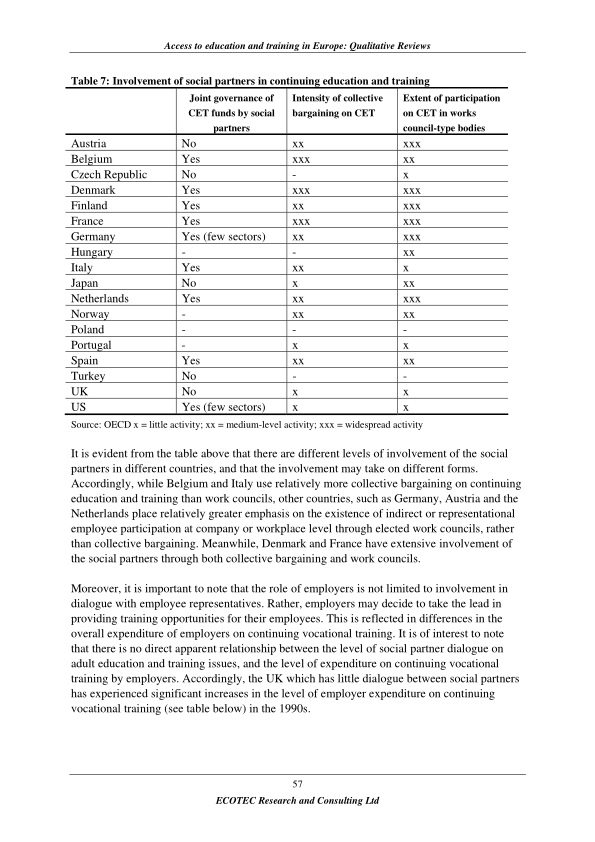 Access to education and training in Europe: Qualitative Reviews
Table 7: Involvement of social partners in continuing education and training
Joint governance of CET funds by social partners | Intensity of collective bargaining on CET | Extent of participation on CET in works council-type bodies
Austria | No | xx | xxx
Belgium | Yes | xxx | xx
Czech Republic | No | - | x
Denmark | Yes | xxx | xxx
Finland | Yes | xx | xxx
France | Yes | xxx | xxx
Germany | Yes (few sectors) | xx | xxx
Hungary | - | - | xx
Italy | Yes | xx | x
Japan | No | x | xx
Netherlands | Yes | xx | xxx
Norway | - | xx | xx
Poland | - | - | -
Portugal | - | x | x
Spain | Yes | xx | xx
Turkey | No | - | -
UK | No | x | x
US | Yes (few sectors) | x | x
Source: OECD x = little activity; xx = medium-level activity; xxx = widespread activity
It is evident from the table above that there are different levels of involvement of the social
partners in different countries, and that the involvement may take on different forms.
Accordingly, while Belgium and Italy use relatively more collective bargaining on continuing
education and training than work councils, other countries, such as Germany, Austria and the
Netherlands place relatively greater emphasis on the existence of indirect or representational
employee participation at company or workplace level through elected work councils, rather
than collective bargaining. Meanwhile, Denmark and France have extensive involvement of
the social partners through both collective bargaining and work councils.
Moreover, it is important to note that the role of employers is not limited to involvement in
dialogue with employee representatives. Rather, employers may decide to take the lead in
providing training opportunities for their employees. This is reflected in differences in the
overall expenditure of employers on continuing vocational training. It is of interest to note
that there is no direct apparent relationship between the level of social partner dialogue on
adult education and training issues, and the level of expenditure on continuing vocational
training by employers. Accordingly, the UK which has little dialogue between social partners
has experienced significant increases in the level of employer expenditure on continuing
vocational training (see table below) in the 1990s.
57
ECOTEC Research and Consulting Ltd